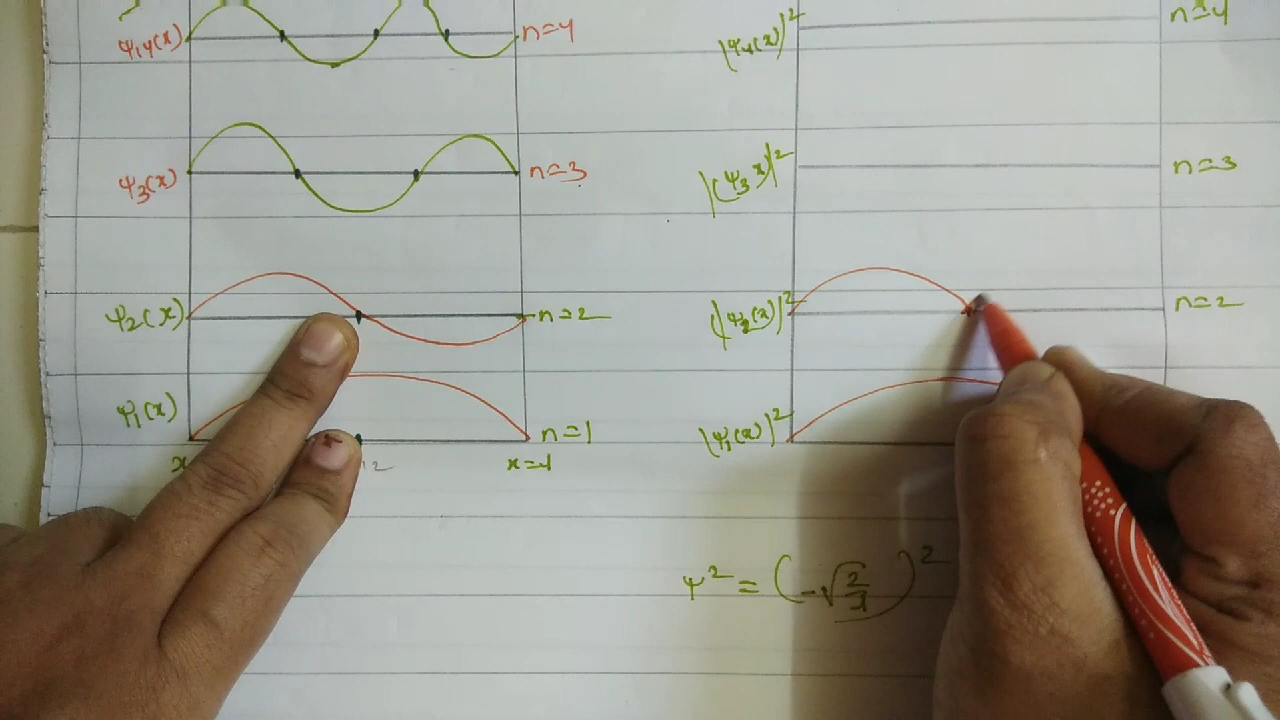 ψ4(x) n=4 |ψ4(x)|² n=4
ψ3(x) n=3 |(ψ3 x)|² n=3
ψ2(x) n=2 |ψ2(x)|² n=2
ψ1(x) n=1 |ψ1(x)|²
x x=l
ψ² = (-√2/l)²